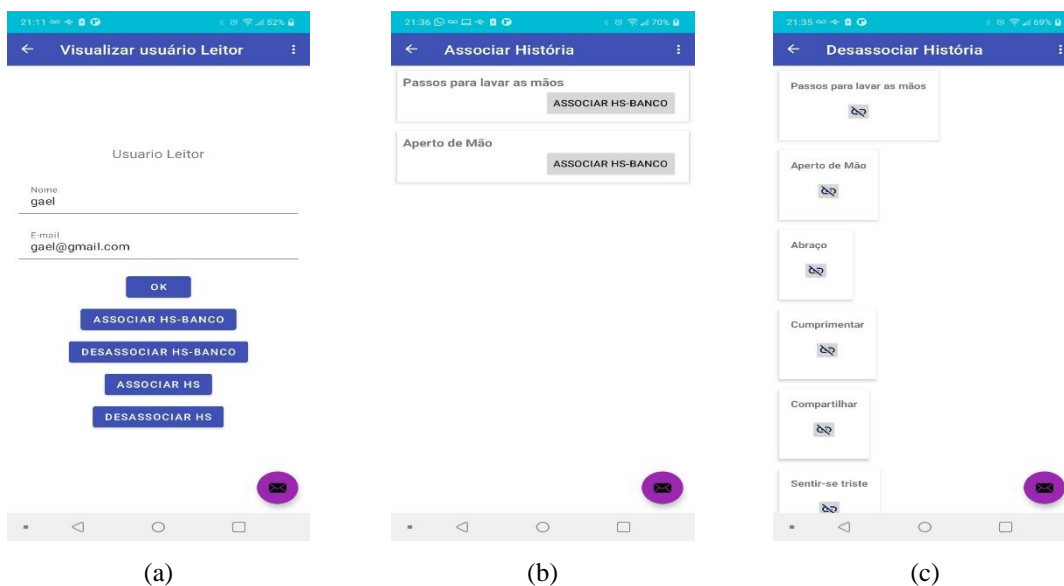 21:11
52%
Visualizar usuário Leitor
Usuario Leitor
Nome
gael
E-mail
gael@gmail.com
OK
ASSOCIAR HS-BANCO
DESASSOCIAR HS-BANCO
ASSOCIAR HS
DESASSOCIAR HS
(a)
21:36
70%
Associar História
Passos para lavar as mãos
ASSOCIAR HS-BANCO
Aperto de Mão
ASSOCIAR HS-BANCO
(b)
21:35
69%
Desassociar História
Passos para lavar as mãos
Aperto de Mão
Abraço
Cumprimentar
Compartilhar
Sentir-se triste
(c)